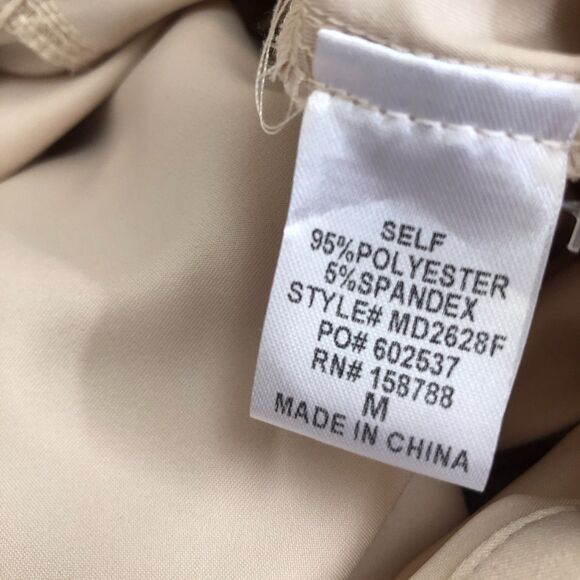 SELF
95%POLYESTER
5%SPANDEX
STYLE# MD2628F
PO# 602537
RN# 158788
M
MADE IN CHINA